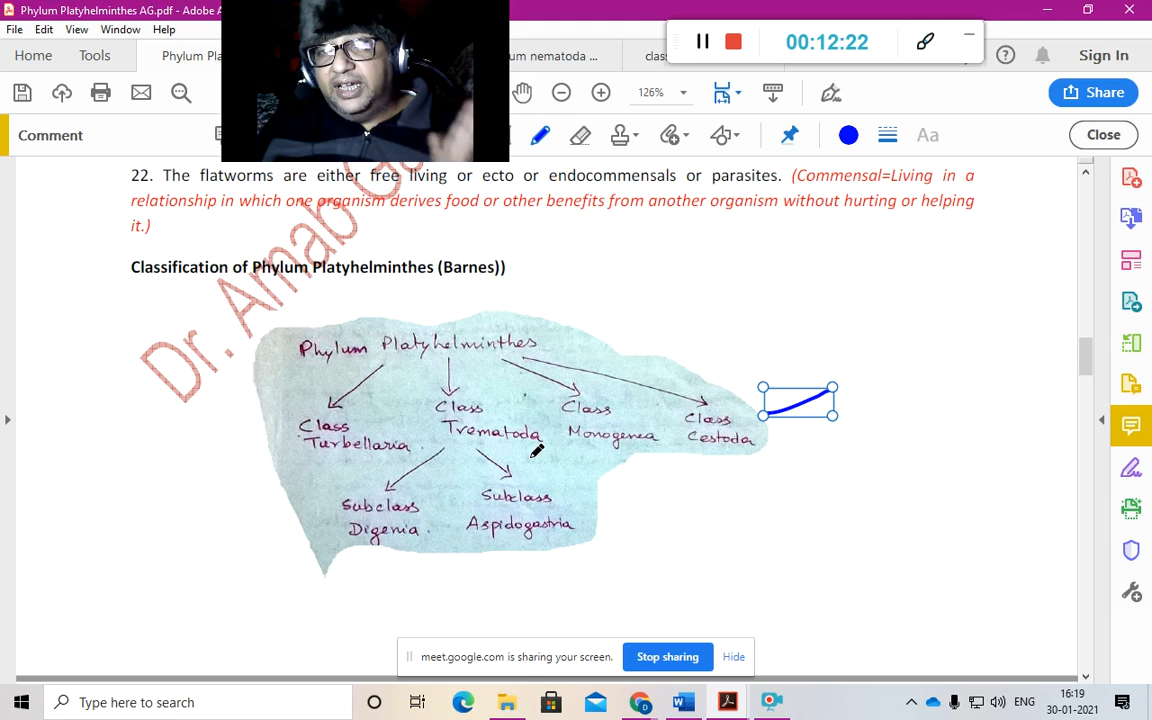 Phylum Platyhelminthes AG.pdf - Adobe A
File Edit View Window Help
00:12:22
Home Tools Phylum Pla um nematoda ... clas Sign In
126% Share
Comment Aa Close
22. The flatworms are either free living or ecto or endocommensals or parasites. (Commensal=Living in a
relationship in which one organism derives food or other benefits from another organism without hurting or helping
it.)
Classification of Phylum Platyhelminthes (Barnes))
Dr. Arnab G
Phylum Platyhelminthes
Class Turbellaria
Class Trematoda
Class Monogenea
Class Cestoda
Subclass Digenia
Subclass Aspidogastria
meet.google.com is sharing your screen. Stop sharing Hide
Type here to search
ENG
16:19
30-01-2021